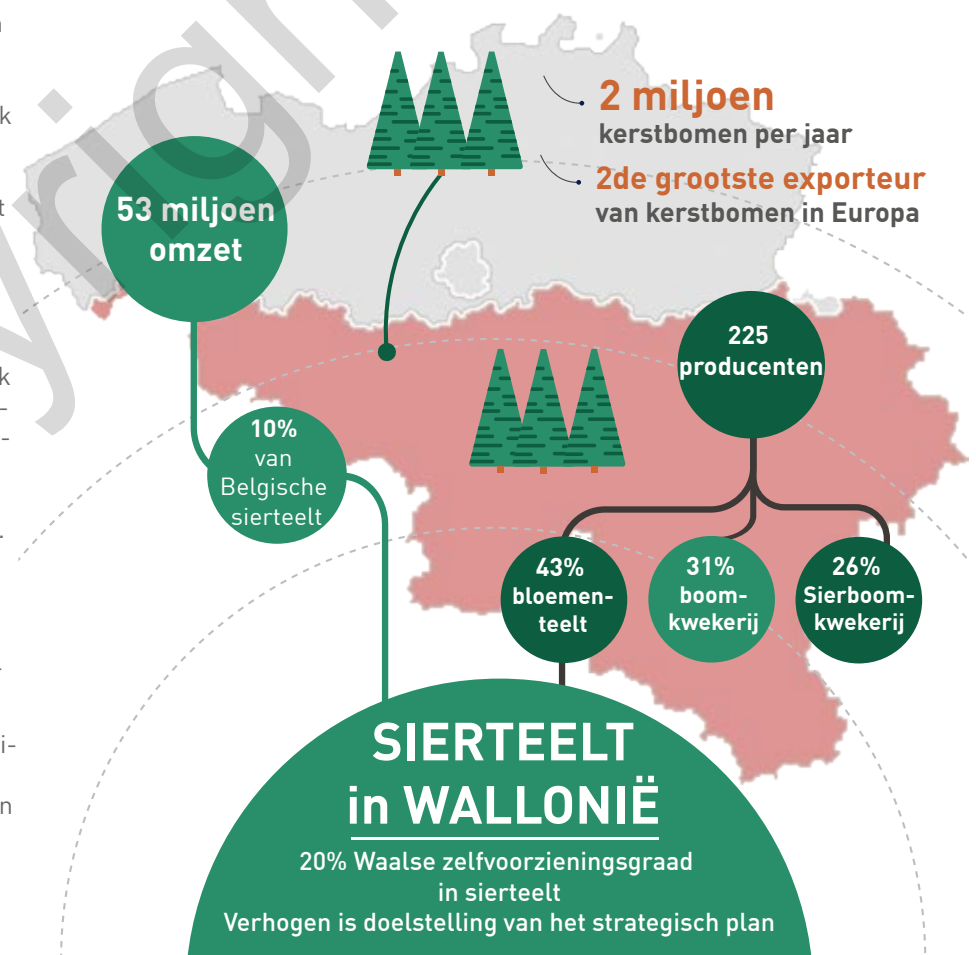 2 miljoen
kerstbomen per jaar
2de grootste exporteur
van kerstbomen in Europa
53 miljoen
omzet
225
producenten
10%
van
Belgische
sierteelt
43%
bloemen-
teelt
31%
boom-
kwekerij
26%
Sierboom-
kwekerij
SIERTEELT
in WALLONIË
20% Waalse zelfvoorzieningsgraad
in sierteelt
Verhogen is doelstelling van het strategisch plan